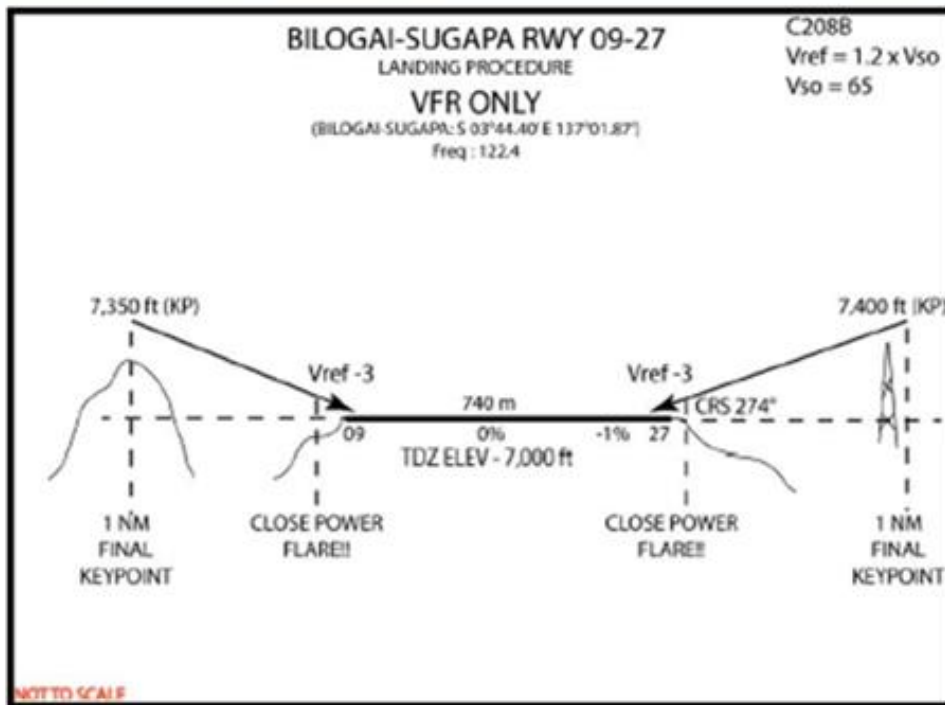 BILOGAI-SUGAPA RWY 09-27
LANDING PROCEDURE
VFR ONLY
(BILOGAI-SUGAPA: S 03°44.40' E 137°01.87')
Freq : 122.4
C208B
Vref = 1.2 x Vso
Vso = 65
7,350 ft (KP)
7,400 ft (KP)
Vref -3
Vref -3
740 m
CRS 274°
09
0%
-1%
27
TDZ ELEV - 7,000 ft
1 NM
FINAL
KEYPOINT
CLOSE POWER
FLARE!!
CLOSE POWER
FLARE!!
1 NM
FINAL
KEYPOINT
NOT TO SCALE